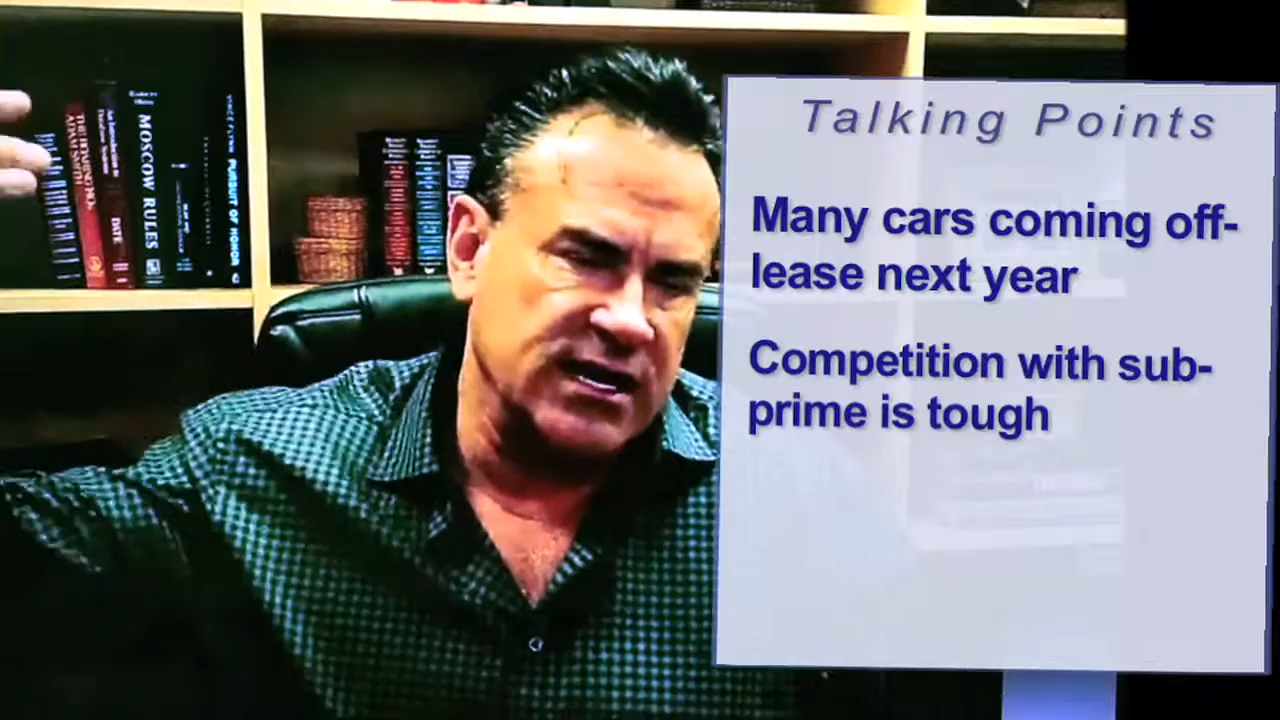 Talking Points
Many cars coming off-
lease next year
Competition with sub-
prime is tough
MOSCOW RULES
PURSUIT OF HONOR